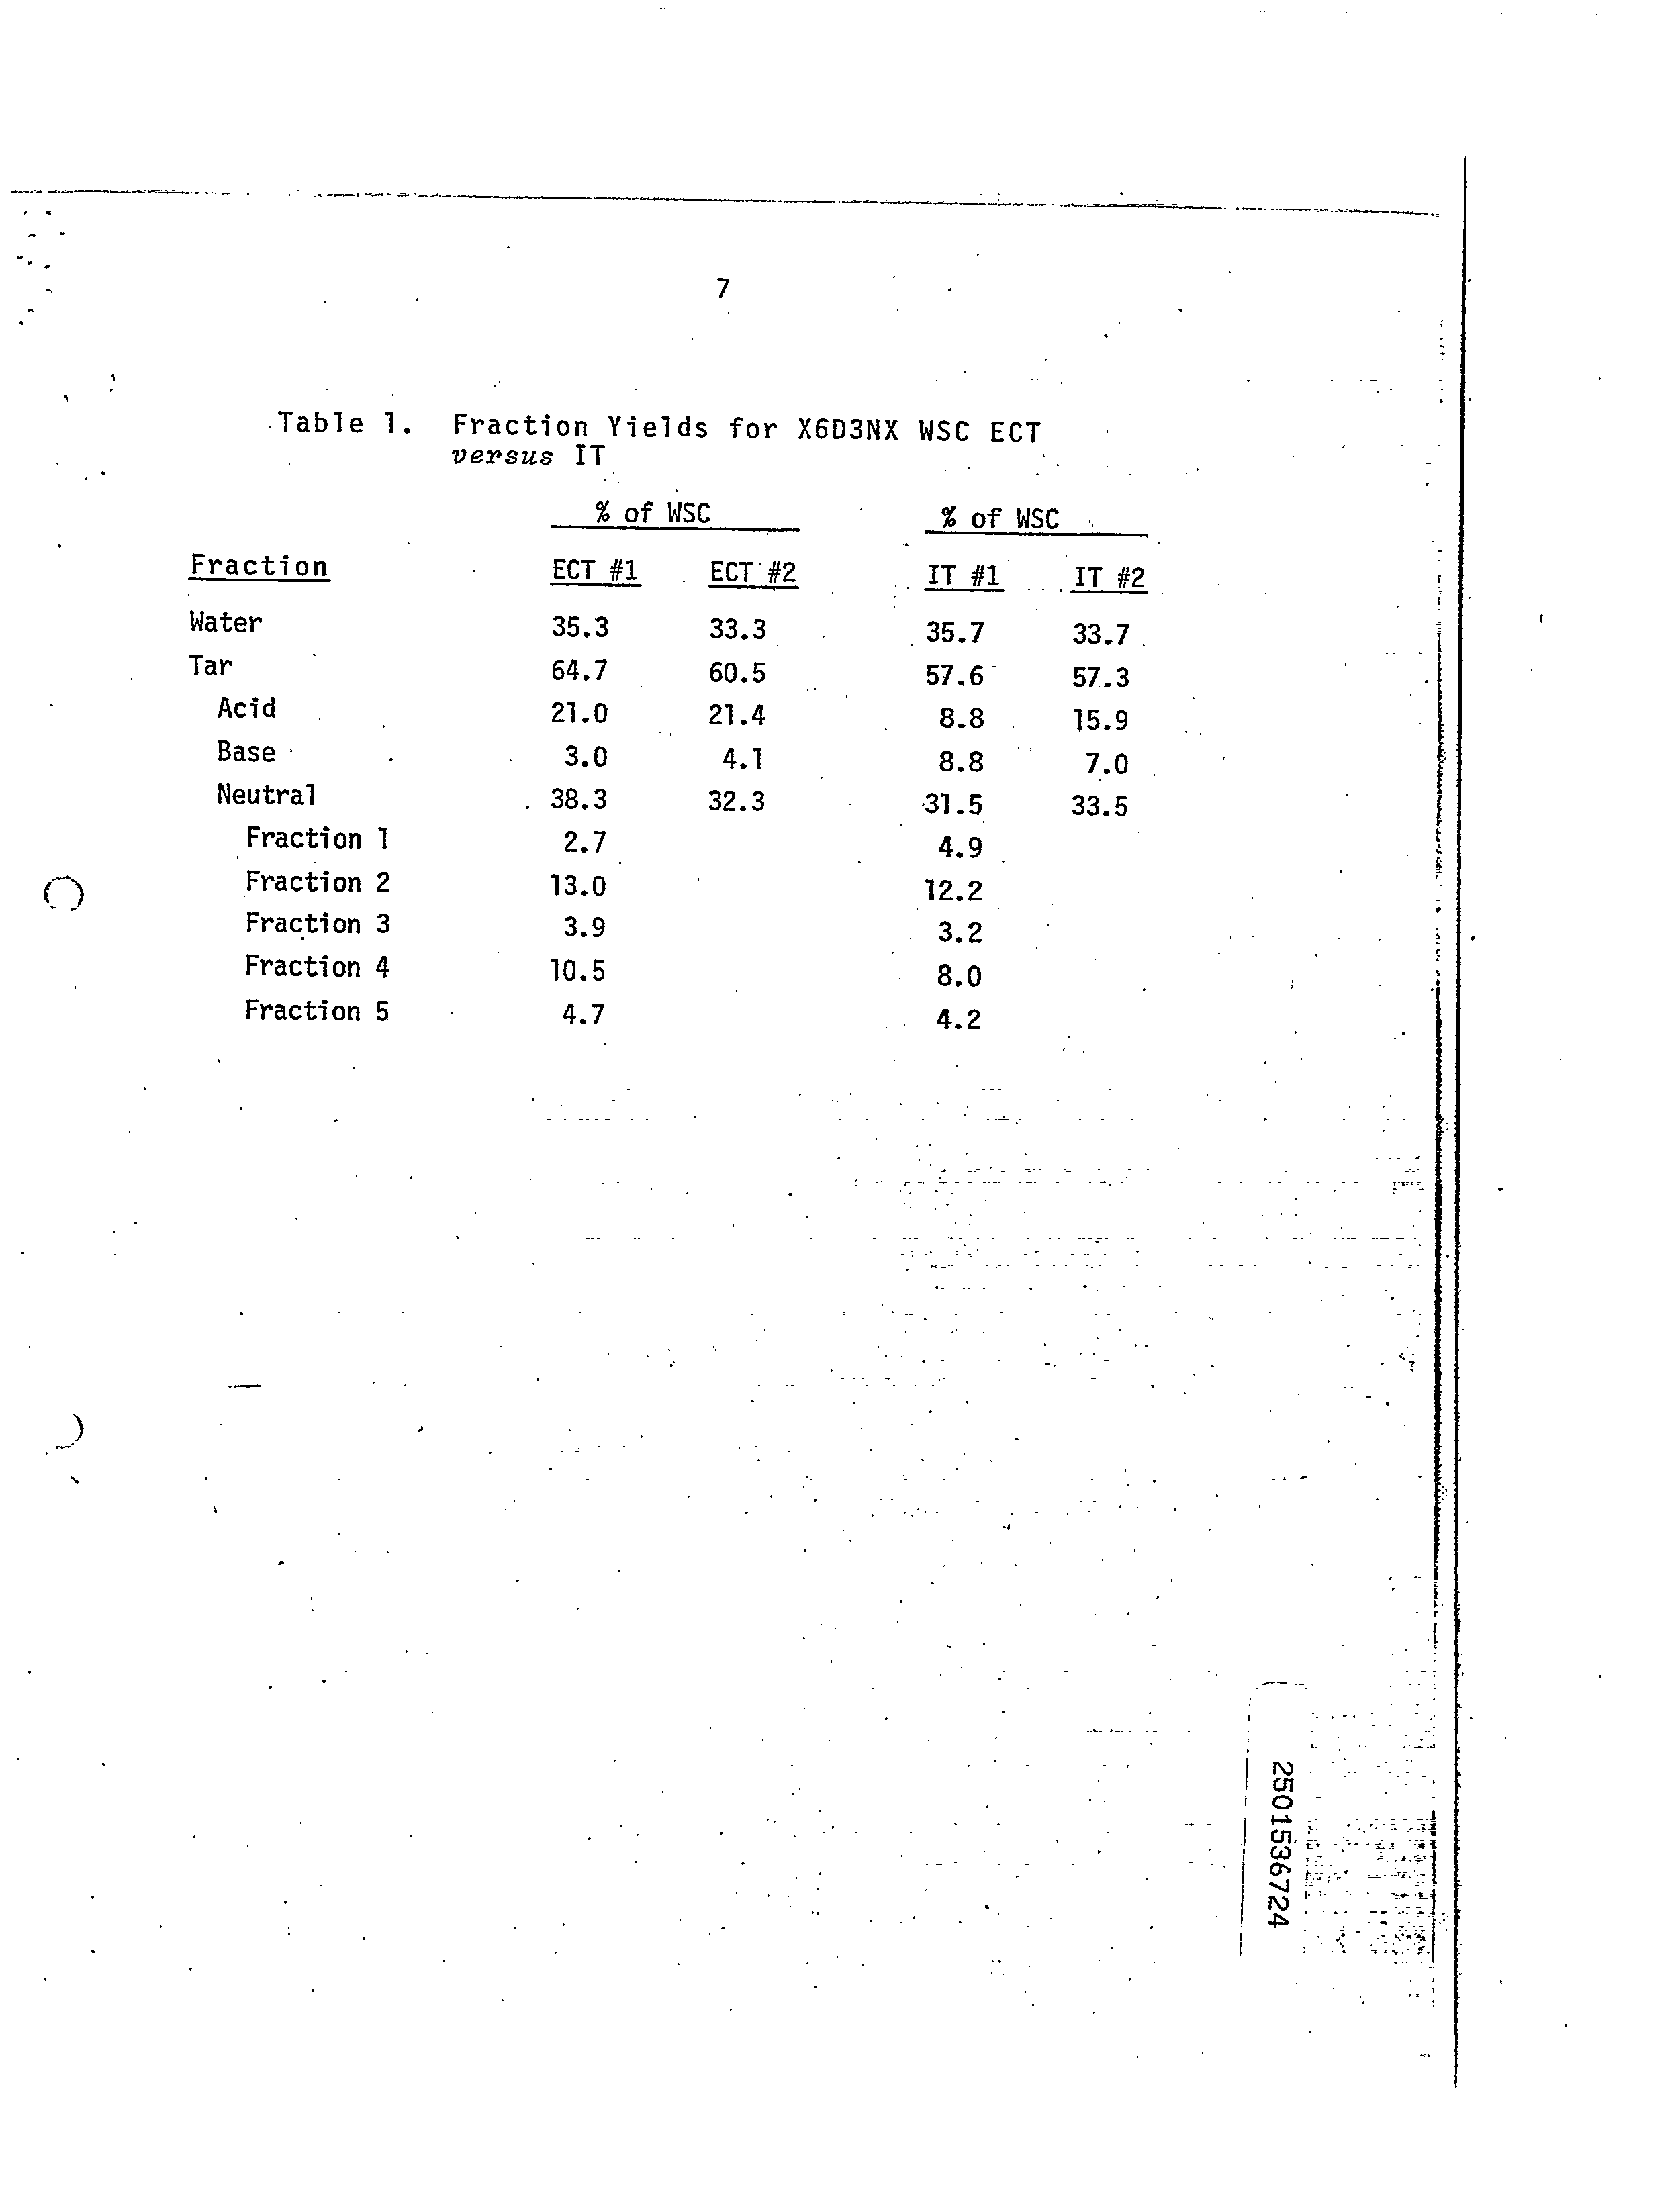 7
Table 1. Fraction Yields for X6D3NX WSC ECT
versus IT
% of WSC % of WSC
Fraction ECT #1 ECT #2 IT #1 IT #2
Water 35.3 33.3 35.7 33.7
Tar 64.7 60.5 57.6 57.3
Acid 21.0 21.4 8.8 15.9
Base 3.0 4.1 8.8 7.0
Neutral 38.3 32.3 31.5 33.5
Fraction 1 2.7 4.9
Fraction 2 13.0 12.2
Fraction 3 3.9 3.2
Fraction 4 10.5 8.0
Fraction 5 4.7 4.2
2501536724